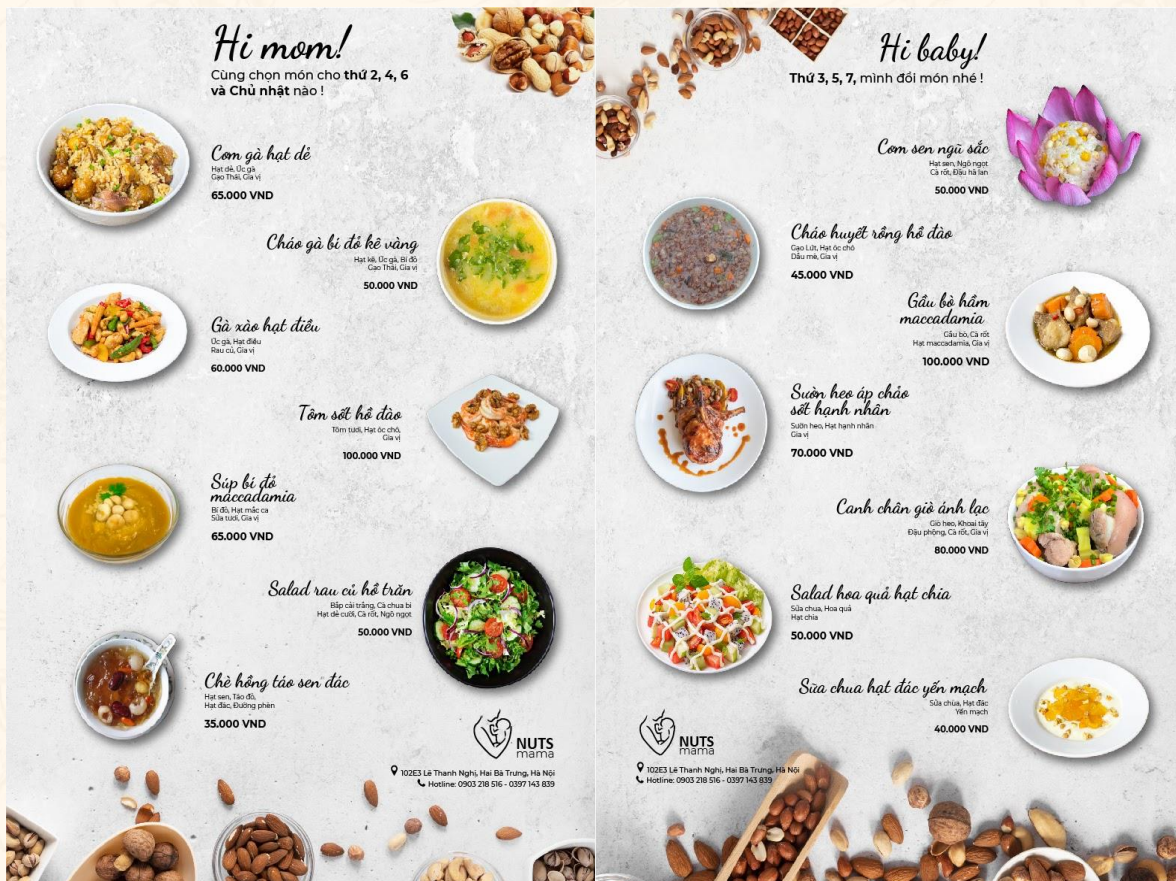 Hi mom!
Cùng chọn món cho thứ 2, 4, 6
và Chủ nhật nào !
Cơm gà hạt dẻ
Hạt dẻ, Ức gà
Gạo Thái, Gia vị
65.000 VND
Cháo gà bí đỏ kê vàng
Hạt kê, Ức gà, Bí đỏ
Gạo Thái, Gia vị
50.000 VND
Gà xào hạt điều
Ức gà, Hạt điều
Rau củ, Gia vị
60.000 VND
Tôm sốt hồ đào
Tôm tươi, Hạt óc chó,
Gia vị
100.000 VND
Súp bí đỏ
maccadamia
Bí đỏ, Hạt mắc ca
Sữa tươi, Gia vị
65.000 VND
Salad rau củ hồ trăn
Bắp cải trắng, Cà chua bi
Hạt dẻ cười, Cà rốt, Ngô ngọt
50.000 VND
Chè hồng táo sen đác
Hạt sen, Táo đỏ,
Hạt đác, Đường phèn
35.000 VND
NUTS
mama
102E3 Lê Thanh Nghị, Hai Bà Trưng, Hà Nội
Hotline: 0903 218 516 - 0397 143 839
Hi baby!
Thứ 3, 5, 7, mình đổi món nhé !
Cơm sen ngũ sắc
Hạt sen, Ngô ngọt
Cà rốt, Đậu hà lan
50.000 VND
Cháo huyết rồng hồ đào
Gạo Lứt, Hạt óc chó
Dầu mè, Gia vị
45.000 VND
Gầu bò hầm
maccadamia
Gầu bò, Cà rốt
Hạt maccadamia, Gia vị
100.000 VND
Sườn heo áp chảo
sốt hạnh nhân
Sườn heo, Hạt hạnh nhân
Gia vị
70.000 VND
Canh chân giò ánh lạc
Giò heo, Khoai tây
Đậu phộng, Cà rốt, Gia vị
80.000 VND
Salad hoa quả hạt chia
Sữa chua, Hoa quả
Hạt chia
50.000 VND
Sữa chua hạt đác yến mạch
Sữa chùa, Hạt đác
Yến mạch
40.000 VND
NUTS
mama
102E3 Lê Thanh Nghị, Hai Bà Trưng, Hà Nội
Hotline: 0903 218 516 - 0397 143 839